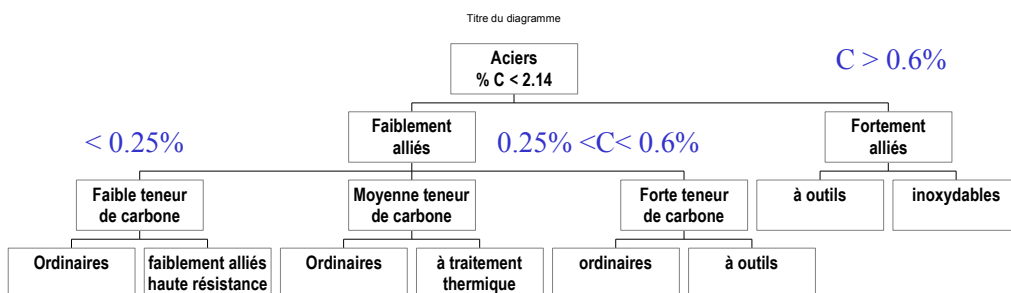 Titre du diagramme
Aciers
% C < 2.14
C > 0.6%
Faiblement
alliés
Fortement
alliés
< 0.25%
0.25% <C< 0.6%
Faible teneur
de carbone
Moyenne teneur
de carbone
Forte teneur
de carbone
à outils
inoxydables
Ordinaires
faiblement alliés
haute résistance
Ordinaires
à traitement
thermique
ordinaires
à outils